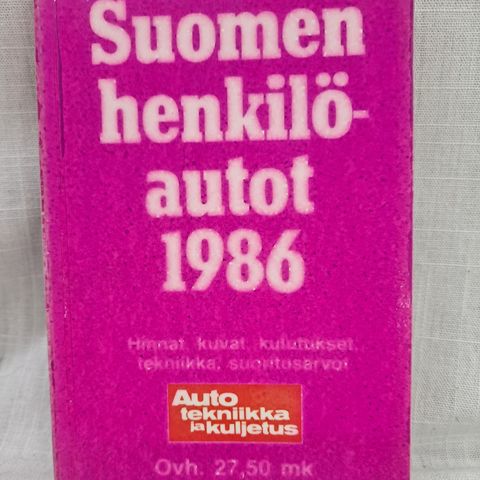 Suomen
henkilö-
autot
1986
Hinnat, kuvat, kulutukset,
tekniikka, suoritusarvot
Auto
tekniikka
ja kuljetus
Ovh. 27,50 mk